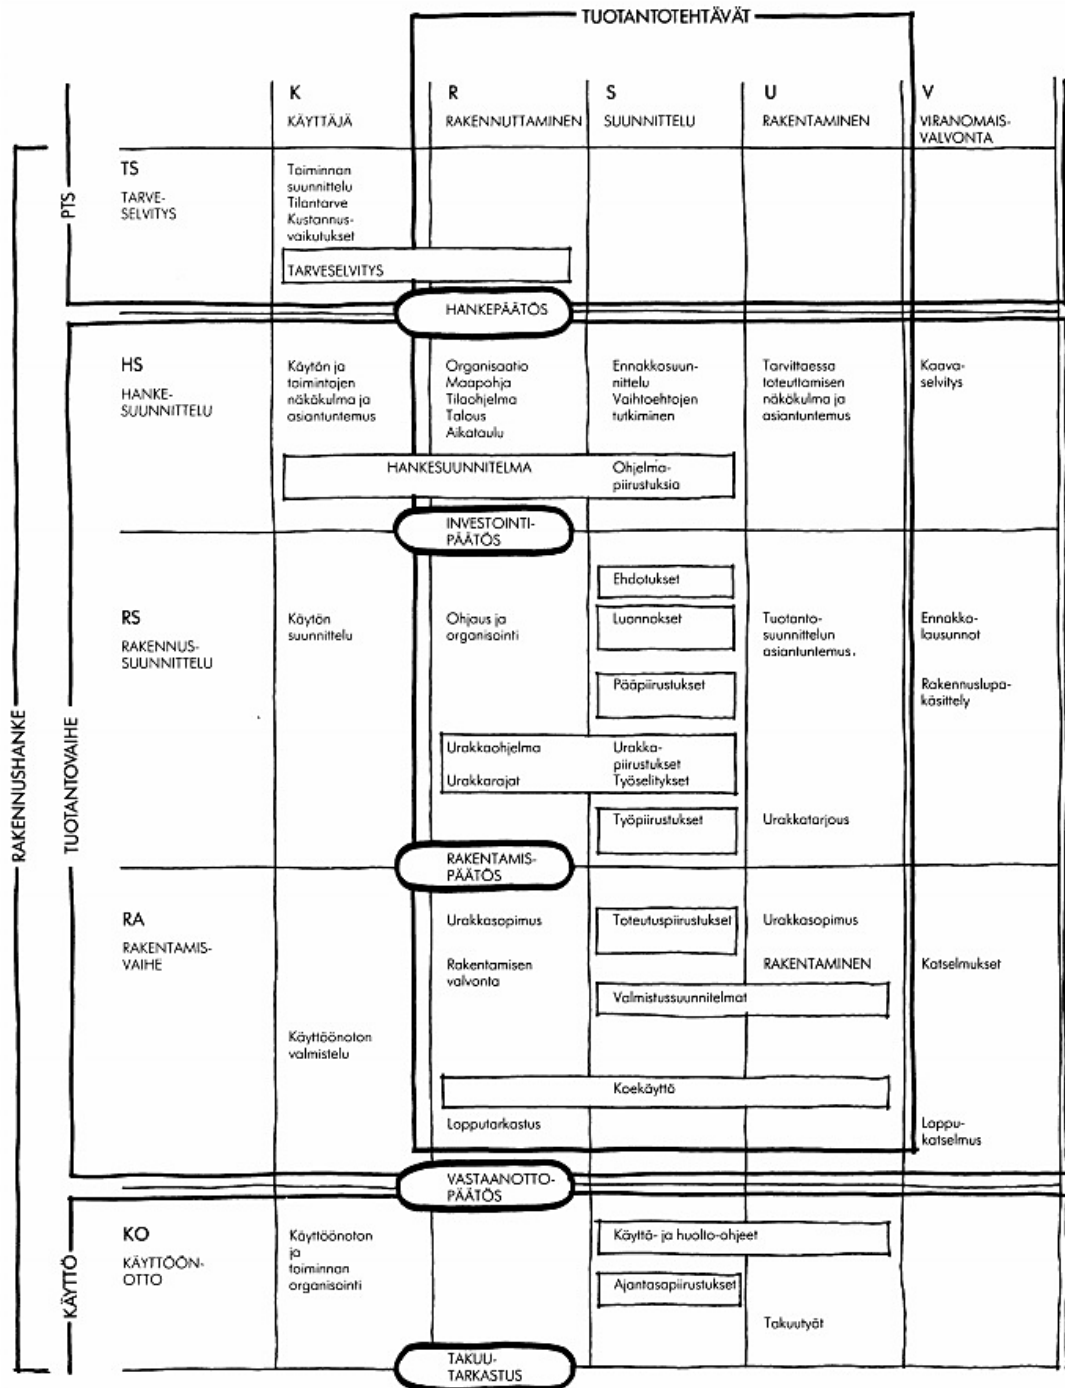 TUOTANTOTEHTÄVÄT
K
KÄYTTÄJÄ
R
RAKENNUTTAMINEN
S
SUUNNITTELU
U
RAKENTAMINEN
V
VIRANOMAIS-
VALVONTA
RAKENNUSHANKE
PTS
TUOTANTOVAIHE
KÄYTTÖ
TS
TARVE-
SELVITYS
Toiminnan
suunnittelu
Tilantarve
Kustannus-
vaikutukset
TARVESELVITYS
HANKEPÄÄTÖS
HS
HANKE-
SUUNNITTELU
Käytön ja
toimintojen
näkökulma ja
asiantuntemus
Organisaatio
Maapohja
Tilaohjelma
Talous
Aikataulu
Ennakkosuun-
nittelu
Vaihtoehtojen
tutkiminen
Tarvittaessa
toteuttamisen
näkökulma ja
asiantuntemus
Kaava-
selvitys
HANKESUUNNITELMA
Ohjelma-
piirustuksia
INVESTOINTI-
PÄÄTÖS
RS
RAKENNUS-
SUUNNITTELU
Käytön
suunnittelu
Ohjaus ja
organisointi
Ehdotukset
Luonnokset
Pääpiirustukset
Tuotanto-
suunnittelun
asiantuntemus.
Ennakko-
lausunnot
Rakennuslupa-
käsittely
Urakkaohjelma
Urakkarajat
Urakka-
piirustukset
Työselitykset
Työpiirustukset
Urakkatarjous
RAKENTAMIS-
PÄÄTÖS
RA
RAKENTAMIS-
VAIHE
Urakkasopimus
Toteutuspiirustukset
Urakkasopimus
Rakentamisen
valvonta
RAKENTAMINEN
Katselmukset
Valmistussuunnitelmat
Käyttöönoton
valmistelu
Koekäyttö
Lopputarkastus
Loppu-
katselmus
VASTAANOTTO-
PÄÄTÖS
KO
KÄYTTÖÖN-
OTTO
Käyttöönoton
ja
toiminnan
organisointi
Käyttö- ja huolto-ohjeet
Ajantasapiirustukset
Takuutyöt
TAKUU-
TARKASTUS